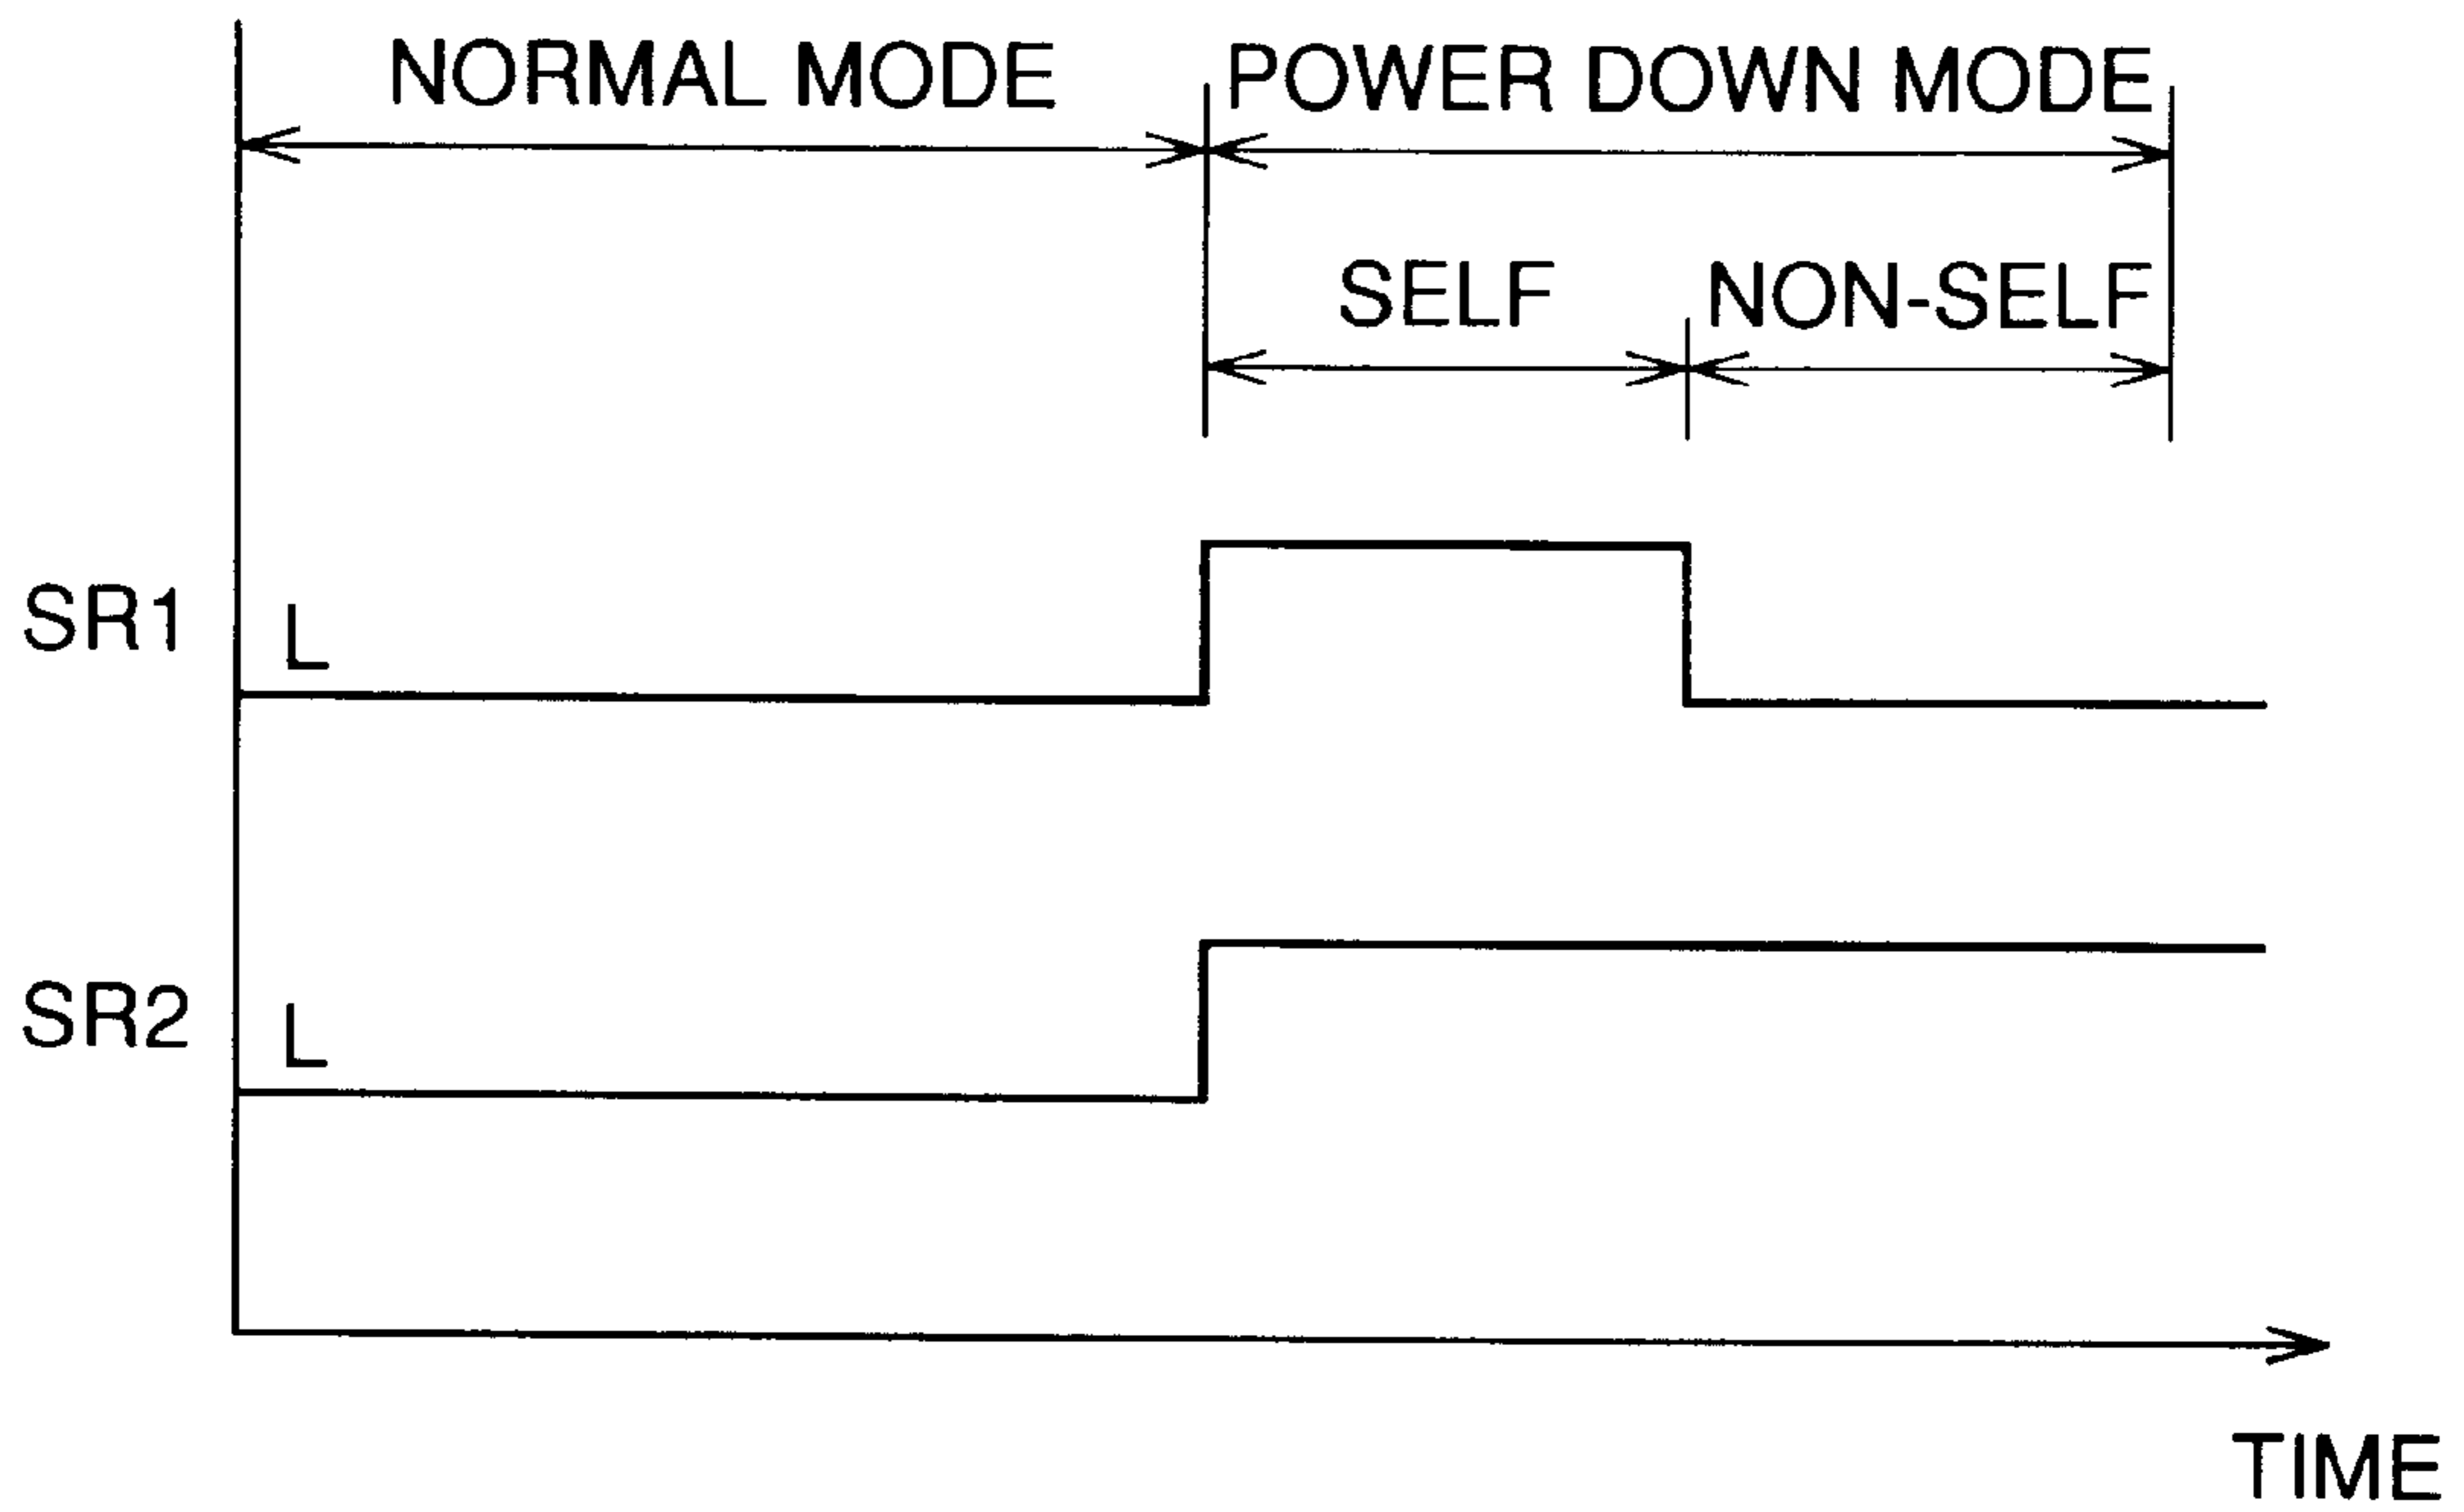 NORMAL MODE
POWER DOWN MODE
SELF
NON-SELF
SR1
L
SR2
L
TIME